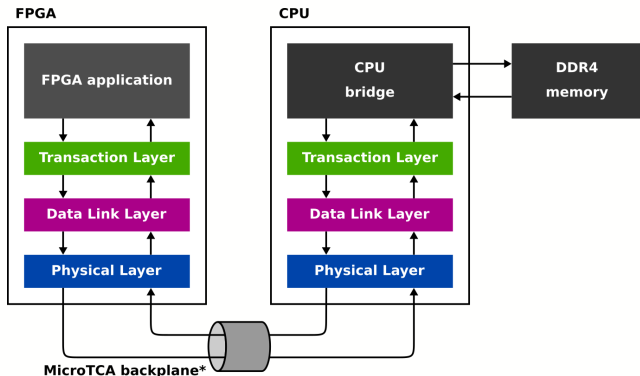 FPGA
CPU
FPGA application
CPU
bridge
DDR4
memory
Transaction Layer
Transaction Layer
Data Link Layer
Data Link Layer
Physical Layer
Physical Layer
MicroTCA backplane*